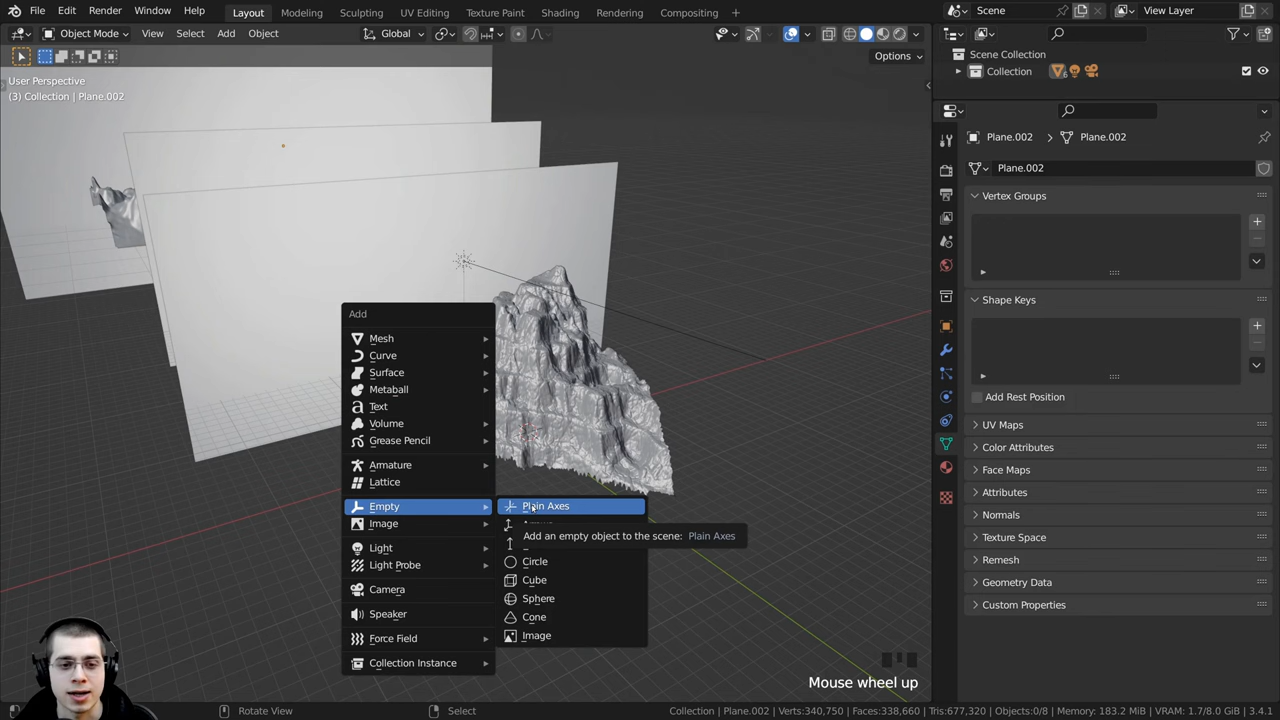 File Edit Render Window Help
Layout Modeling Sculpting UV Editing Texture Paint Shading Rendering Compositing +
Scene
View Layer
Object Mode View Select Add Object
Global
Options
User Perspective
(3) Collection | Plane.002
Scene Collection
Collection 6
Plane.002 > Plane.002
Plane.002
Vertex Groups
Shape Keys
Add Rest Position
UV Maps
Color Attributes
Face Maps
Attributes
Normals
Texture Space
Remesh
Geometry Data
Custom Properties
Add
Mesh
Curve
Surface
Metaball
Text
Volume
Grease Pencil
Armature
Lattice
Empty
Image
Light
Light Probe
Camera
Speaker
Force Field
Collection Instance
Plain Axes
Add an empty object to the scene: Plain Axes
Circle
Cube
Sphere
Cone
Image
Mouse wheel up
Rotate View
Select
Collection | Plane.002 | Verts:340,750 | Faces:338,660 | Tris:677,320 | Objects:0/8 | Memory: 183.2 MiB | VRAM: 1.7/8.0 GiB | 3.4.1